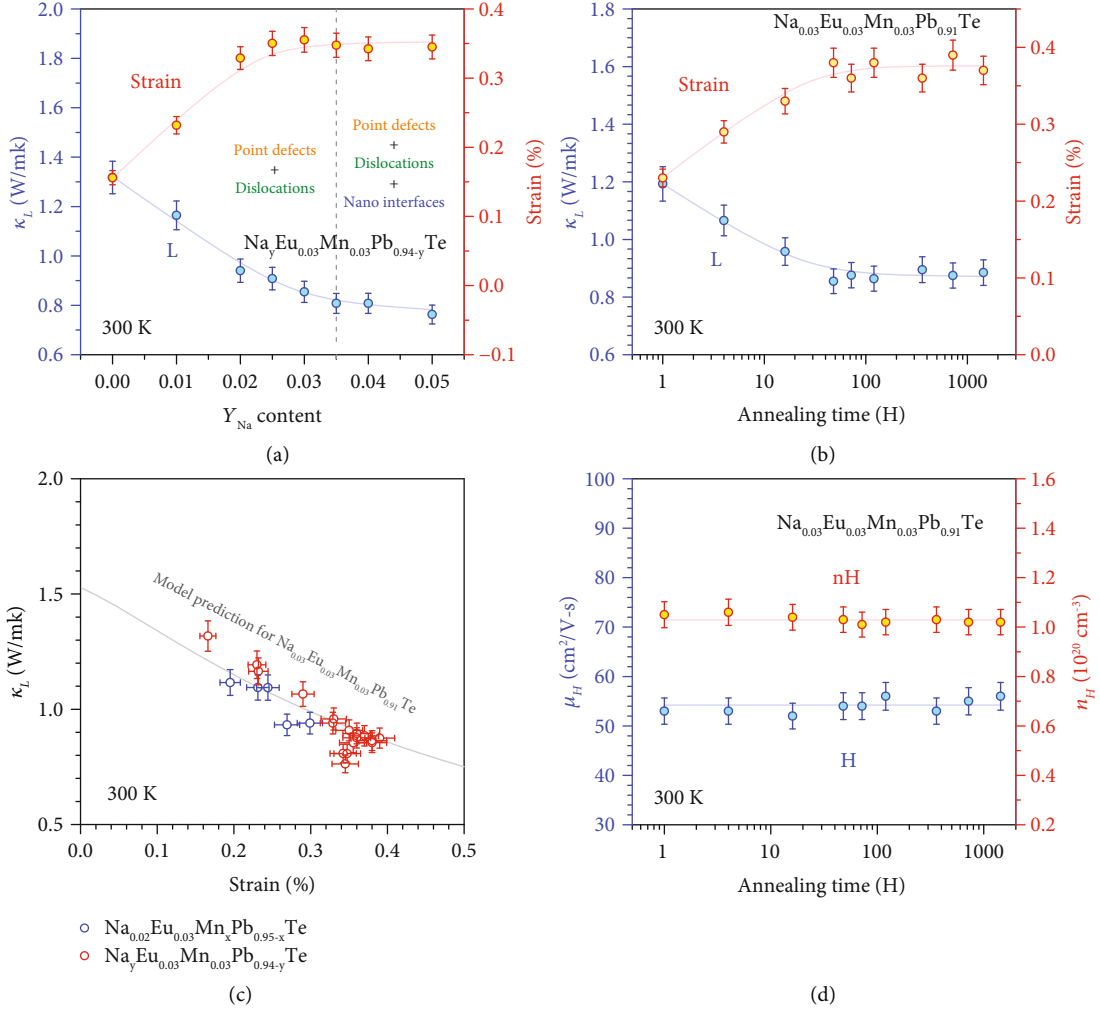 2.0
1.8
1.6
1.4
1.2
1.0
0.8
0.6
κL (W/mk)
0.4
0.3
0.2
0.1
0.0
−0.1
Strain (%)
Strain
L
Point defects
+
Dislocations
Point defects
+
Dislocations
+
Nano interfaces
NayEu0.03Mn0.03Pb0.94-yTe
300 K
0.00 0.01 0.02 0.03 0.04 0.05
YNa content
(a)
1.8
1.6
1.4
1.2
1.0
0.8
0.6
κL (W/mk)
0.4
0.3
0.2
0.1
0.0
Strain (%)
Na0.03Eu0.03Mn0.03Pb0.91Te
Strain
L
300 K
1 10 100 1000
Annealing time (H)
(b)
2.0
1.5
1.0
0.5
κL (W/mk)
Model prediction for Na0.03Eu0.03Mn0.03Pb0.91Te
300 K
0.0 0.1 0.2 0.3 0.4 0.5
Strain (%)
Na0.02Eu0.03MnxPb0.95-xTe
NayEu0.03Mn0.03Pb0.94-yTe
(c)
100
90
80
70
60
50
40
30
μH (cm2/V-s)
1.6
1.4
1.2
1.0
0.8
0.6
0.4
0.2
nH (1020 cm-3)
Na0.03Eu0.03Mn0.03Pb0.91Te
nH
H
300 K
1 10 100 1000
Annealing time (H)
(d)